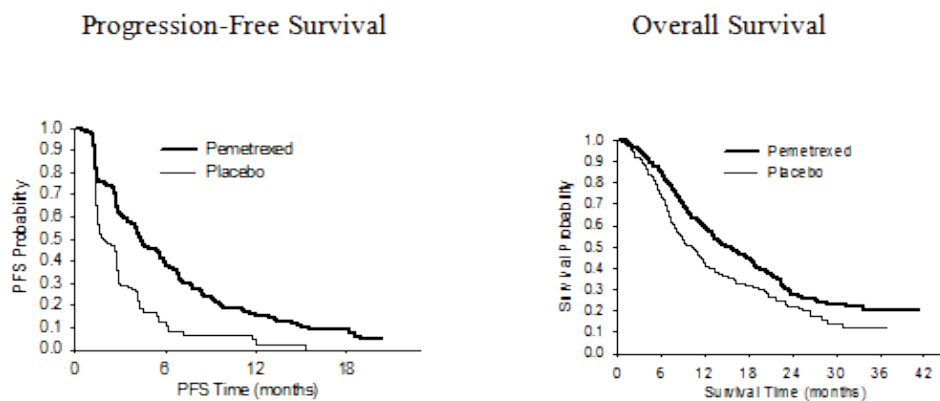 Progression-Free Survival
Overall Survival
1.0
0.9
0.8
0.7
0.6
0.5
0.4
0.3
0.2
0.1
0.0
PFS Probability
Pemetrexed
Placebo
0 6 12 18
PFS Time (months)
1.0
0.9
0.8
0.7
0.6
0.5
0.4
0.3
0.2
0.1
0.0
Survival Probability
Pemetrexed
Placebo
0 6 12 18 24 30 36 42
Survival Time (months)